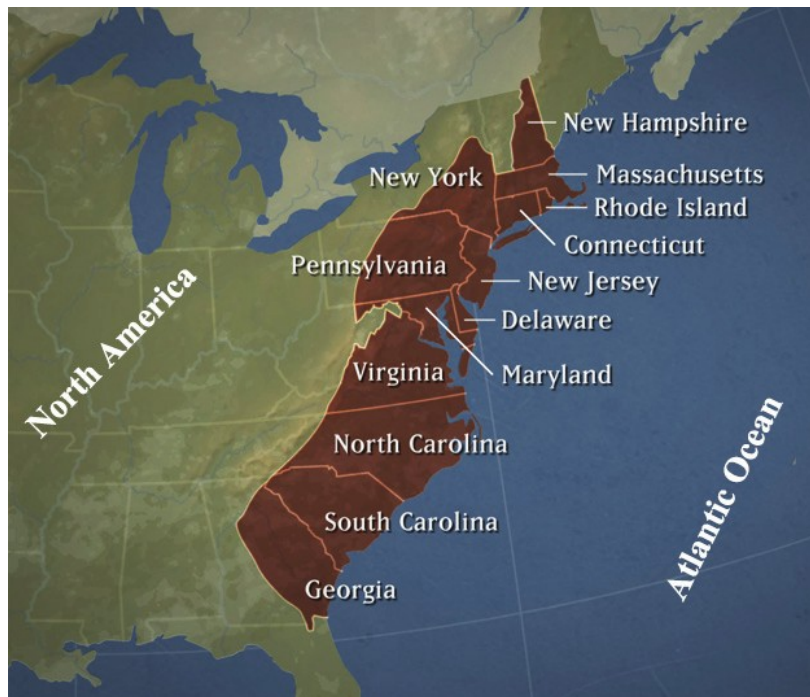 New Hampshire
New York
Massachusetts
Rhode Island
Connecticut
Pennsylvania
New Jersey
North America
Delaware
Virginia
Maryland
North Carolina
Atlantic Ocean
South Carolina
Georgia